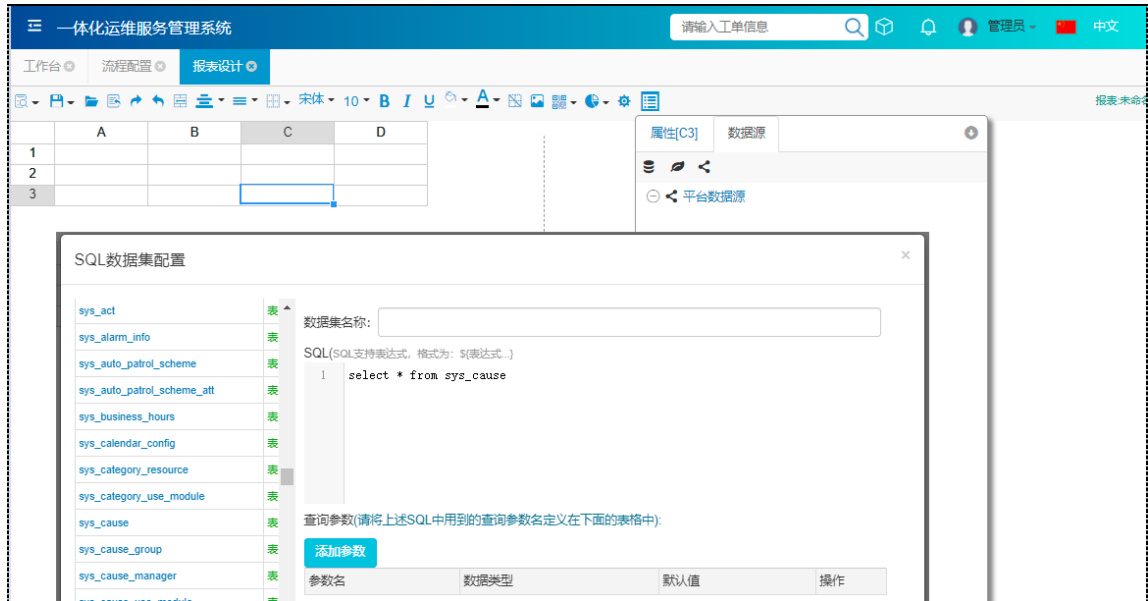 一体化运维服务管理系统
请输入工单信息
管理员
中文
工作台
流程配置
报表设计
宋体
10
B I U
A
报表:未命名
A B C D
1
2
3
属性[C3]
数据源
平台数据源
SQL数据集配置
×
sys_act 表
sys_alarm_info 表
sys_auto_patrol_scheme 表
sys_auto_patrol_scheme_att 表
sys_business_hours 表
sys_calendar_config 表
sys_category_resource 表
sys_category_use_module 表
sys_cause 表
sys_cause_group 表
sys_cause_manager 表
sys_cause_use_module 表
数据集名称:
SQL(SQL支持表达式，格式为：${表达式...}
1 select * from sys_cause
查询参数(请将上述SQL中用到的查询参数名定义在下面的表格中):
添加参数
参数名 数据类型 默认值 操作